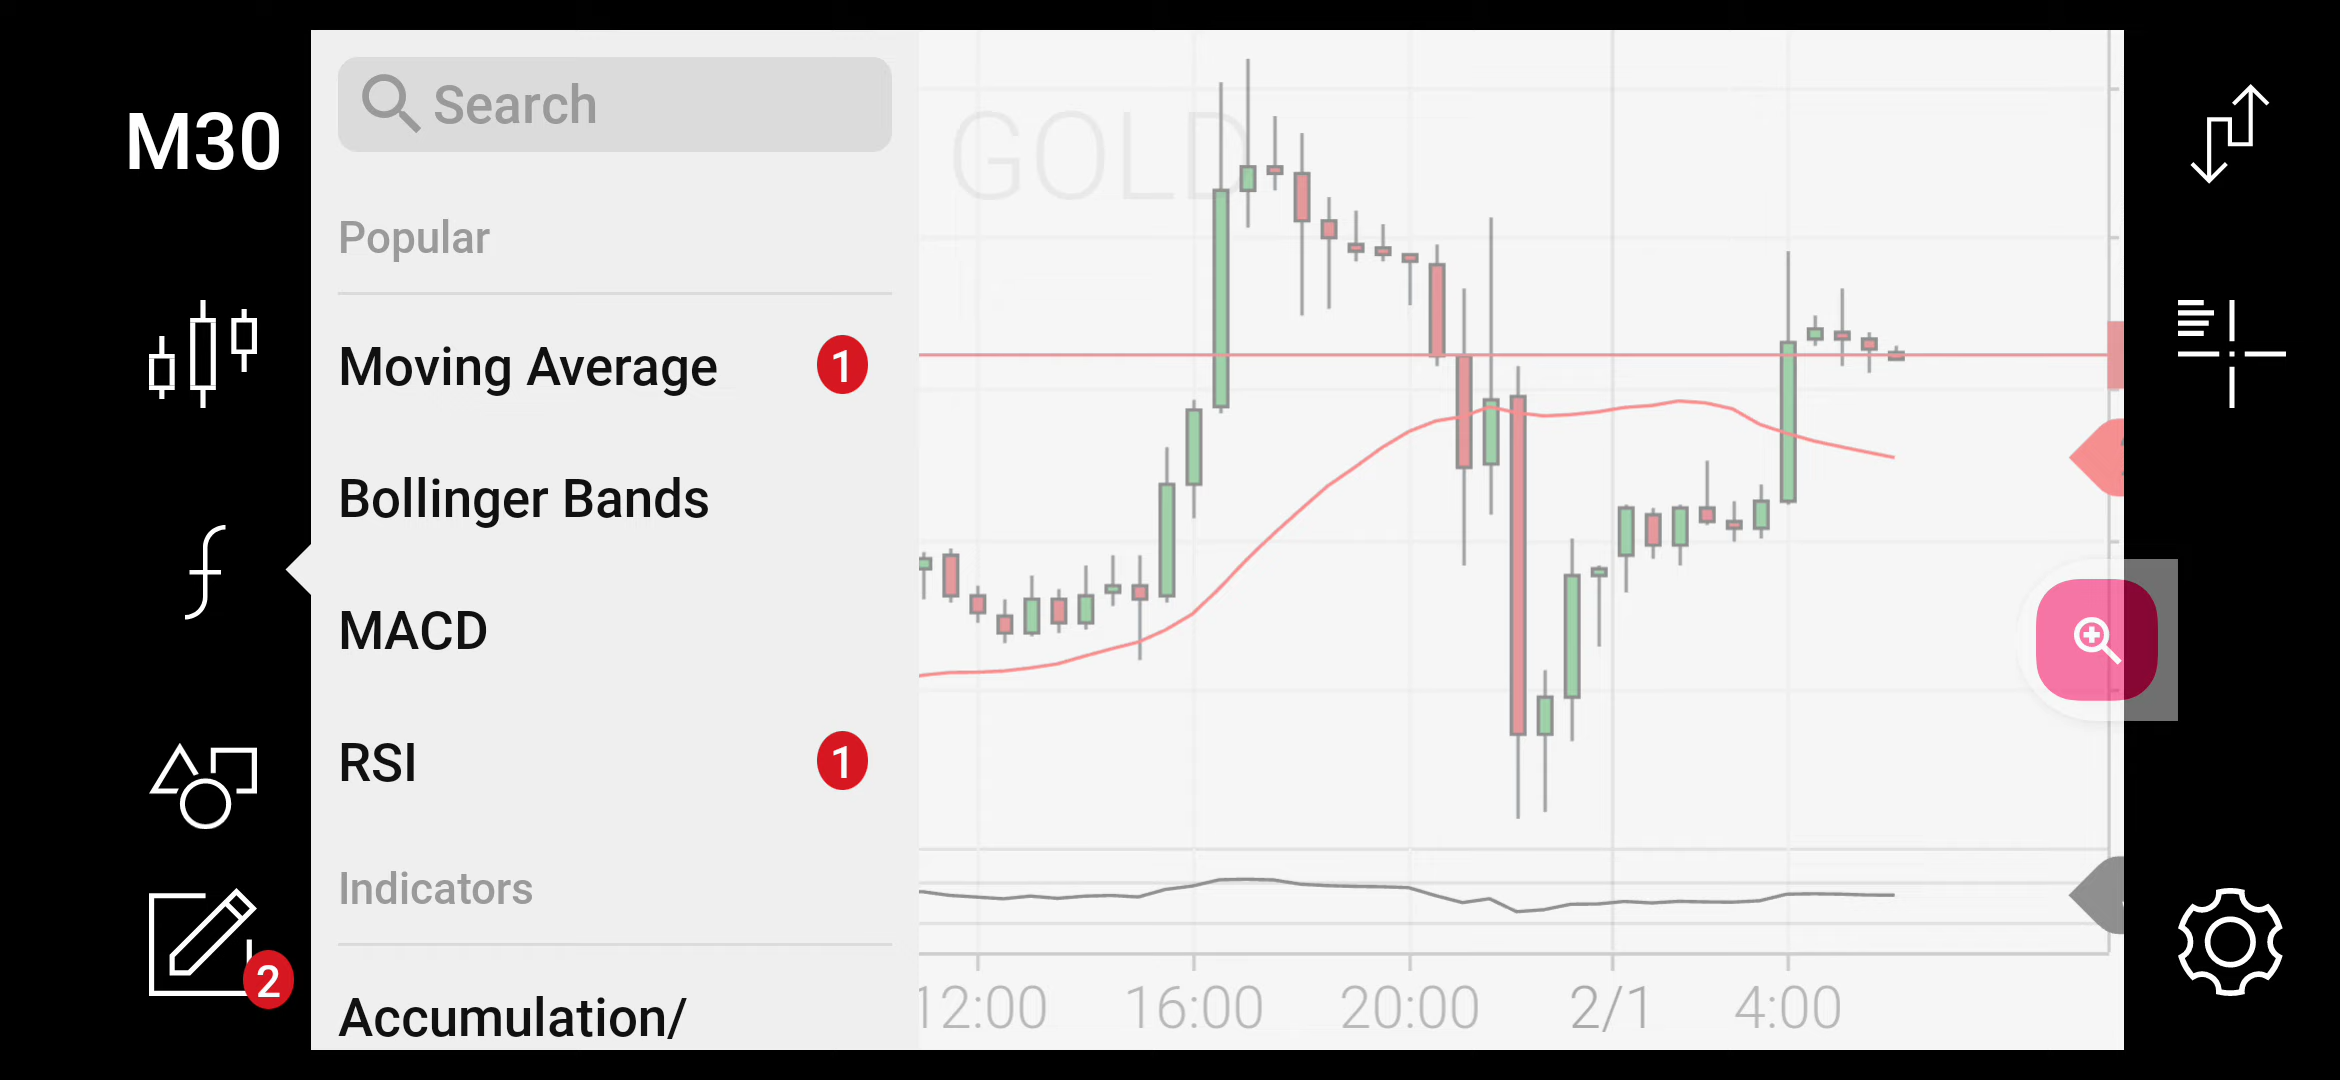 M30
Search
Popular
Moving Average 1
Bollinger Bands
MACD
RSI 1
Indicators
Accumulation/
2
GOLD
12:00 16:00 20:00 2/1 4:00